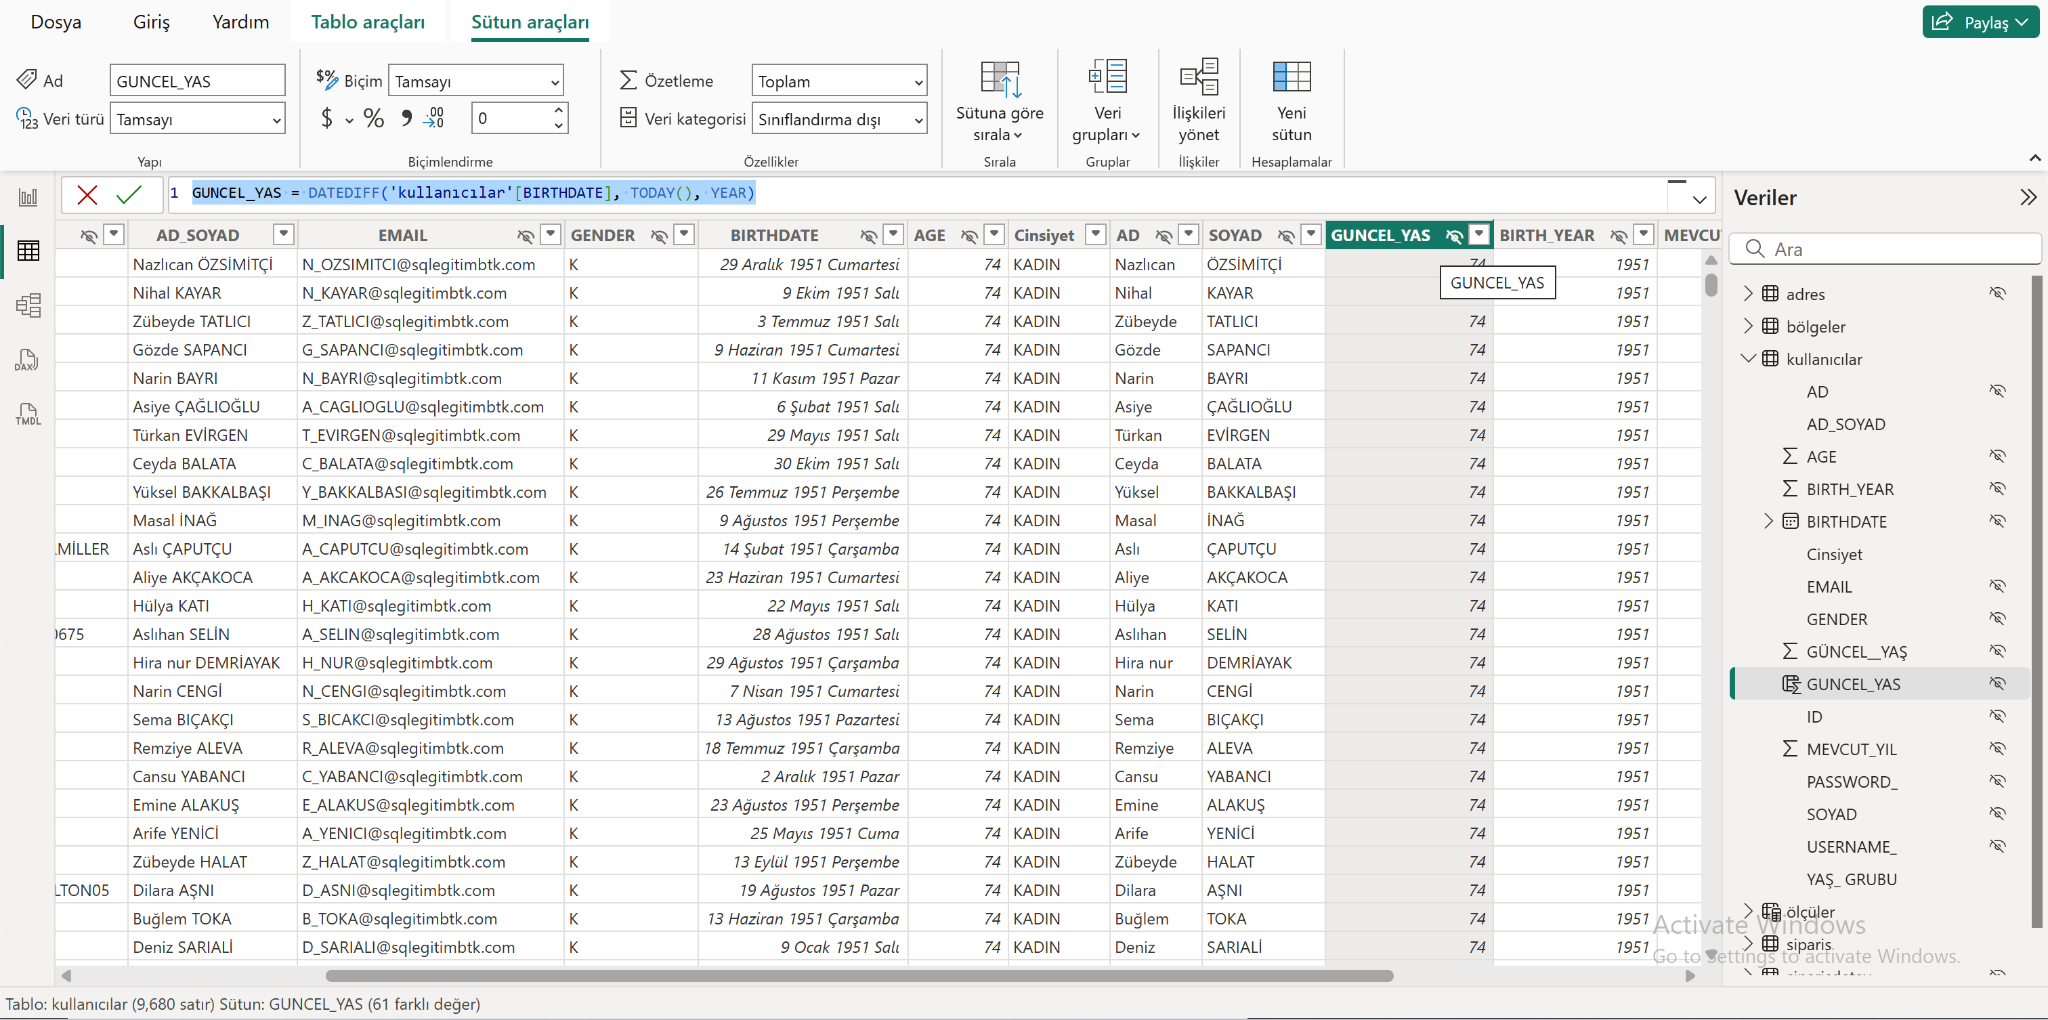 Dosya Giriş Yardım Tablo araçları Sütun araçları Paylaş
Ad GUNCEL_YAS $% Biçim Tamsayı Özetleme Toplam
Veri türü Tamsayı $ % 0 Veri kategorisi Sınıflandırma dışı
Sütuna göre sırala
Veri grupları
İlişkileri yönet
Yeni sütun
Yapı Biçimlendirme Özellikler Sırala Gruplar İlişkiler Hesaplamalar
1 GUNCEL_YAS = DATEDIFF('kullanıcılar'[BIRTHDATE], TODAY(), YEAR)
AD_SOYAD EMAIL GENDER BIRTHDATE AGE Cinsiyet AD SOYAD GUNCEL_YAS BIRTH_YEAR MEVCU
Nazlıcan ÖZSİMİTÇİ N_OZSIMITCI@sqlegitimbtk.com K 29 Aralık 1951 Cumartesi 74 KADIN Nazlıcan ÖZSİMİTÇİ 74 1951
GUNCEL_YAS
Nihal KAYAR N_KAYAR@sqlegitimbtk.com K 9 Ekim 1951 Salı 74 KADIN Nihal KAYAR 1951
Zübeyde TATLICI Z_TATLICI@sqlegitimbtk.com K 3 Temmuz 1951 Salı 74 KADIN Zübeyde TATLICI 74 1951
Gözde SAPANCI G_SAPANCI@sqlegitimbtk.com K 9 Haziran 1951 Cumartesi 74 KADIN Gözde SAPANCI 74 1951
Narin BAYRI N_BAYRI@sqlegitimbtk.com K 11 Kasım 1951 Pazar 74 KADIN Narin BAYRI 74 1951
Asiye ÇAĞLIOĞLU A_CAGLIOGLU@sqlegitimbtk.com K 6 Şubat 1951 Salı 74 KADIN Asiye ÇAĞLIOĞLU 74 1951
Türkan EVİRGEN T_EVIRGEN@sqlegitimbtk.com K 29 Mayıs 1951 Salı 74 KADIN Türkan EVİRGEN 74 1951
Ceyda BALATA C_BALATA@sqlegitimbtk.com K 30 Ekim 1951 Salı 74 KADIN Ceyda BALATA 74 1951
Yüksel BAKKALBAŞI Y_BAKKALBASI@sqlegitimbtk.com K 26 Temmuz 1951 Perşembe 74 KADIN Yüksel BAKKALBAŞI 74 1951
Masal İNAĞ M_INAG@sqlegitimbtk.com K 9 Ağustos 1951 Perşembe 74 KADIN Masal İNAĞ 74 1951
.MİLLER Aslı ÇAPUTÇU A_CAPUTCU@sqlegitimbtk.com K 14 Şubat 1951 Çarşamba 74 KADIN Aslı ÇAPUTÇU 74 1951
Aliye AKÇAKOCA A_AKCAKOCA@sqlegitimbtk.com K 23 Haziran 1951 Cumartesi 74 KADIN Aliye AKÇAKOCA 74 1951
Hülya KATI H_KATI@sqlegitimbtk.com K 22 Mayıs 1951 Salı 74 KADIN Hülya KATI 74 1951
0675 Aslıhan SELİN A_SELIN@sqlegitimbtk.com K 28 Ağustos 1951 Salı 74 KADIN Aslıhan SELİN 74 1951
Hira nur DEMRİAYAK H_NUR@sqlegitimbtk.com K 29 Ağustos 1951 Çarşamba 74 KADIN Hira nur DEMRİAYAK 74 1951
Narin CENGİ N_CENGI@sqlegitimbtk.com K 7 Nisan 1951 Cumartesi 74 KADIN Narin CENGİ 74 1951
Sema BIÇAKÇI S_BICAKCI@sqlegitimbtk.com K 13 Ağustos 1951 Pazartesi 74 KADIN Sema BIÇAKÇI 74 1951
Remziye ALEVA R_ALEVA@sqlegitimbtk.com K 18 Temmuz 1951 Çarşamba 74 KADIN Remziye ALEVA 74 1951
Cansu YABANCI C_YABANCI@sqlegitimbtk.com K 2 Aralık 1951 Pazar 74 KADIN Cansu YABANCI 74 1951
Emine ALAKUŞ E_ALAKUS@sqlegitimbtk.com K 23 Ağustos 1951 Perşembe 74 KADIN Emine ALAKUŞ 74 1951
Arife YENİCİ A_YENICI@sqlegitimbtk.com K 25 Mayıs 1951 Cuma 74 KADIN Arife YENİCİ 74 1951
Zübeyde HALAT Z_HALAT@sqlegitimbtk.com K 13 Eylül 1951 Perşembe 74 KADIN Zübeyde HALAT 74 1951
LTON05 Dilara AŞNI D_ASNI@sqlegitimbtk.com K 19 Ağustos 1951 Pazar 74 KADIN Dilara AŞNI 74 1951
Buğlem TOKA B_TOKA@sqlegitimbtk.com K 13 Haziran 1951 Çarşamba 74 KADIN Buğlem TOKA 74 1951
Deniz SARIALİ D_SARIALI@sqlegitimbtk.com K 9 Ocak 1951 Salı 74 KADIN Deniz SARIALİ 74 1951
DAX
TMDL
Veriler
Ara
adres
bölgeler
kullanıcılar
AD
AD_SOYAD
AGE
BIRTH_YEAR
BIRTHDATE
Cinsiyet
EMAIL
GENDER
GÜNCEL__YAŞ
GUNCEL_YAS
ID
MEVCUT_YIL
PASSWORD_
SOYAD
USERNAME_
YAŞ_ GRUBU
ölçüler
siparis
Activate Windows
Go to Settings to activate Windows.
Tablo: kullanıcılar (9,680 satır) Sütun: GUNCEL_YAS (61 farklı değer)